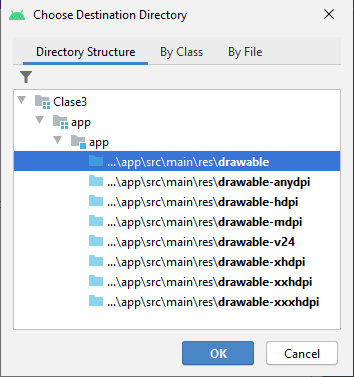 Choose Destination Directory
Directory Structure By Class By File
Clase3
app
app
...\app\src\main\res\drawable
...\app\src\main\res\drawable-anydpi
...\app\src\main\res\drawable-hdpi
...\app\src\main\res\drawable-mdpi
...\app\src\main\res\drawable-v24
...\app\src\main\res\drawable-xhdpi
...\app\src\main\res\drawable-xxhdpi
...\app\src\main\res\drawable-xxxhdpi
OK Cancel